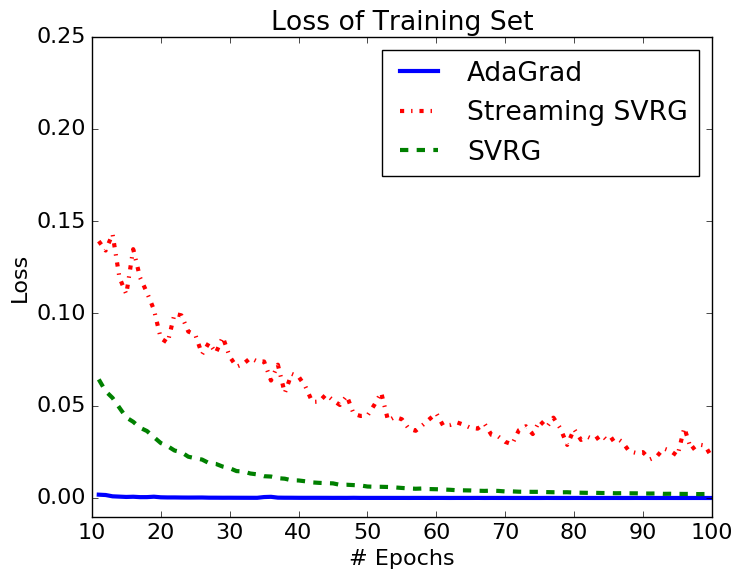 Loss of Training Set
0.25
0.20
0.15
0.10
0.05
0.00
Loss
AdaGrad
Streaming SVRG
SVRG
10 20 30 40 50 60 70 80 90 100
# Epochs